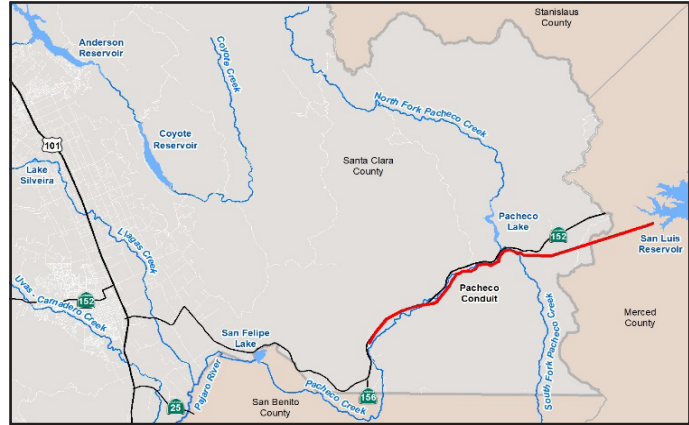 Stanislaus
County
Anderson
Reservoir
Coyote Creek
North Fork Pacheco Creek
101
Coyote
Reservoir
Lake
Silveira
Santa Clara
County
Llagas Creek
Pacheco
Lake
152
San Luis
Reservoir
Uvas - Carnadero Creek
152
Pacheco
Conduit
Merced
County
San Felipe
Lake
South Fork Pacheco Creek
Pajaro River
Pacheco Creek
156
25
San Benito
County